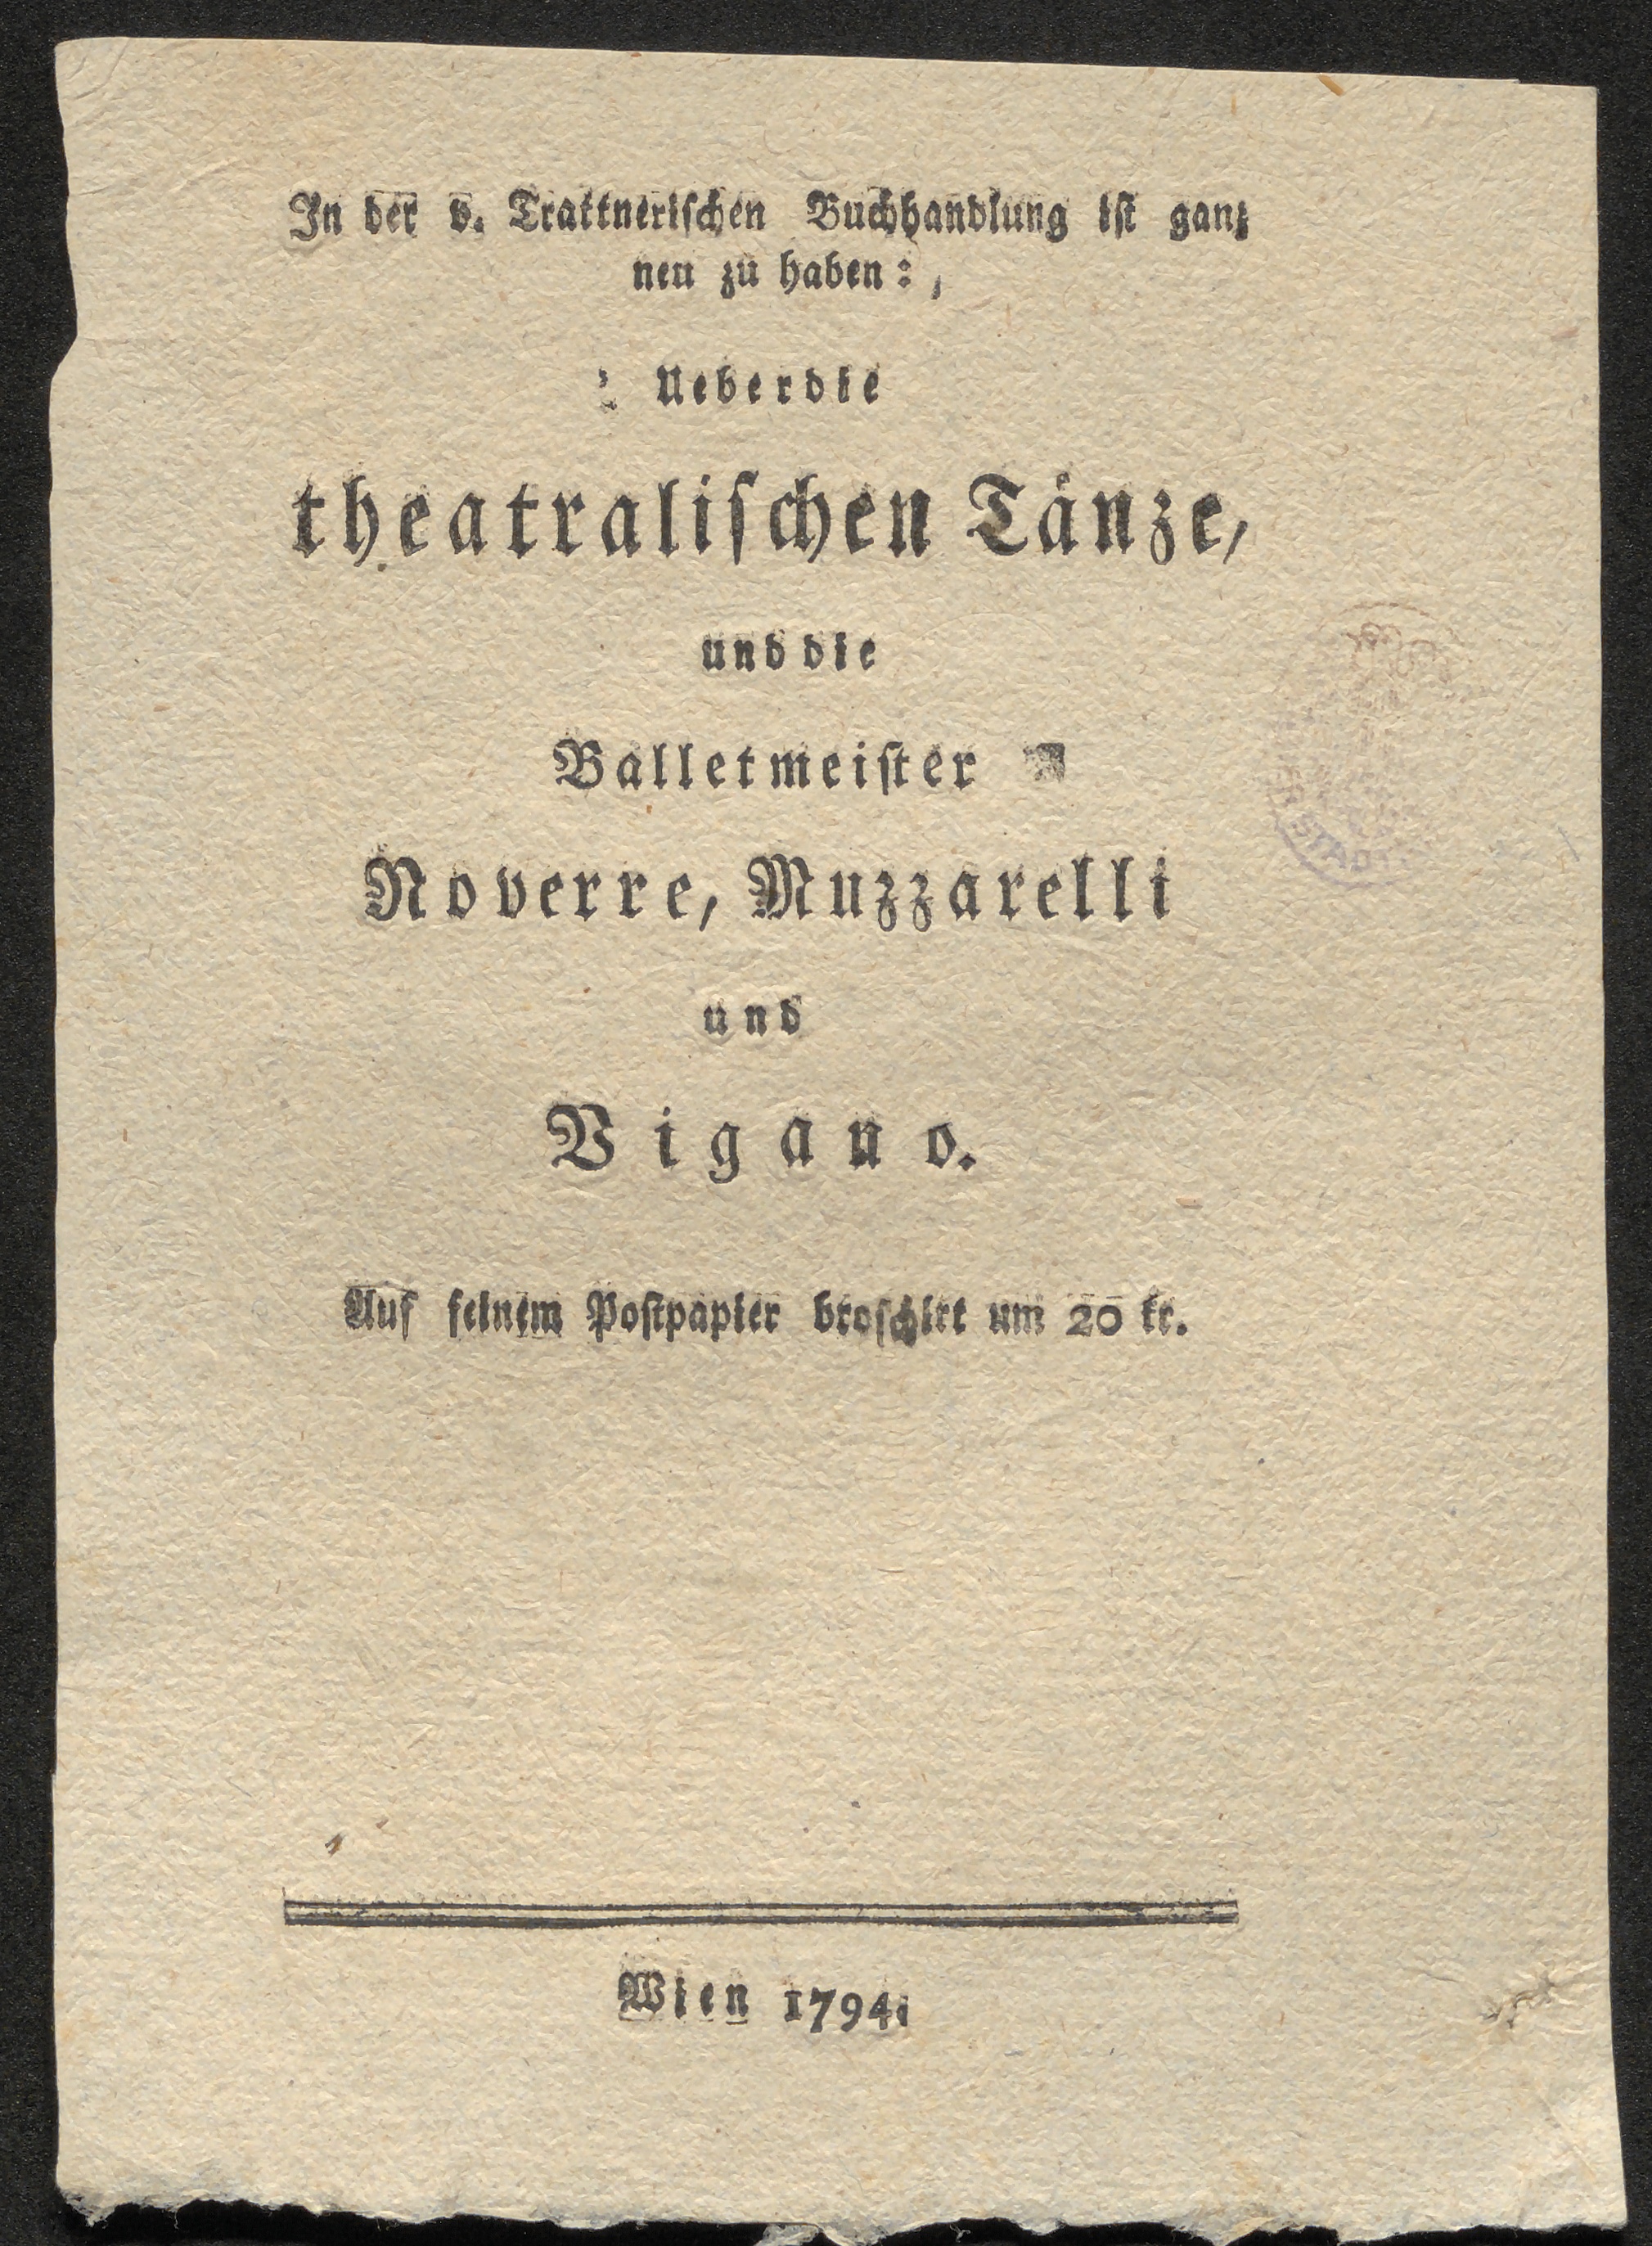 In der v. Trattnerischen Buchhandlung ist ganz
neu zu haben:
Ueber die
theatralischen Tänze,
und die
Balletmeister
Noverre, Muzzarelli
und
Vigano.
Auf feinem Postpapier broschirt um 20 kr.
Wien 1794.